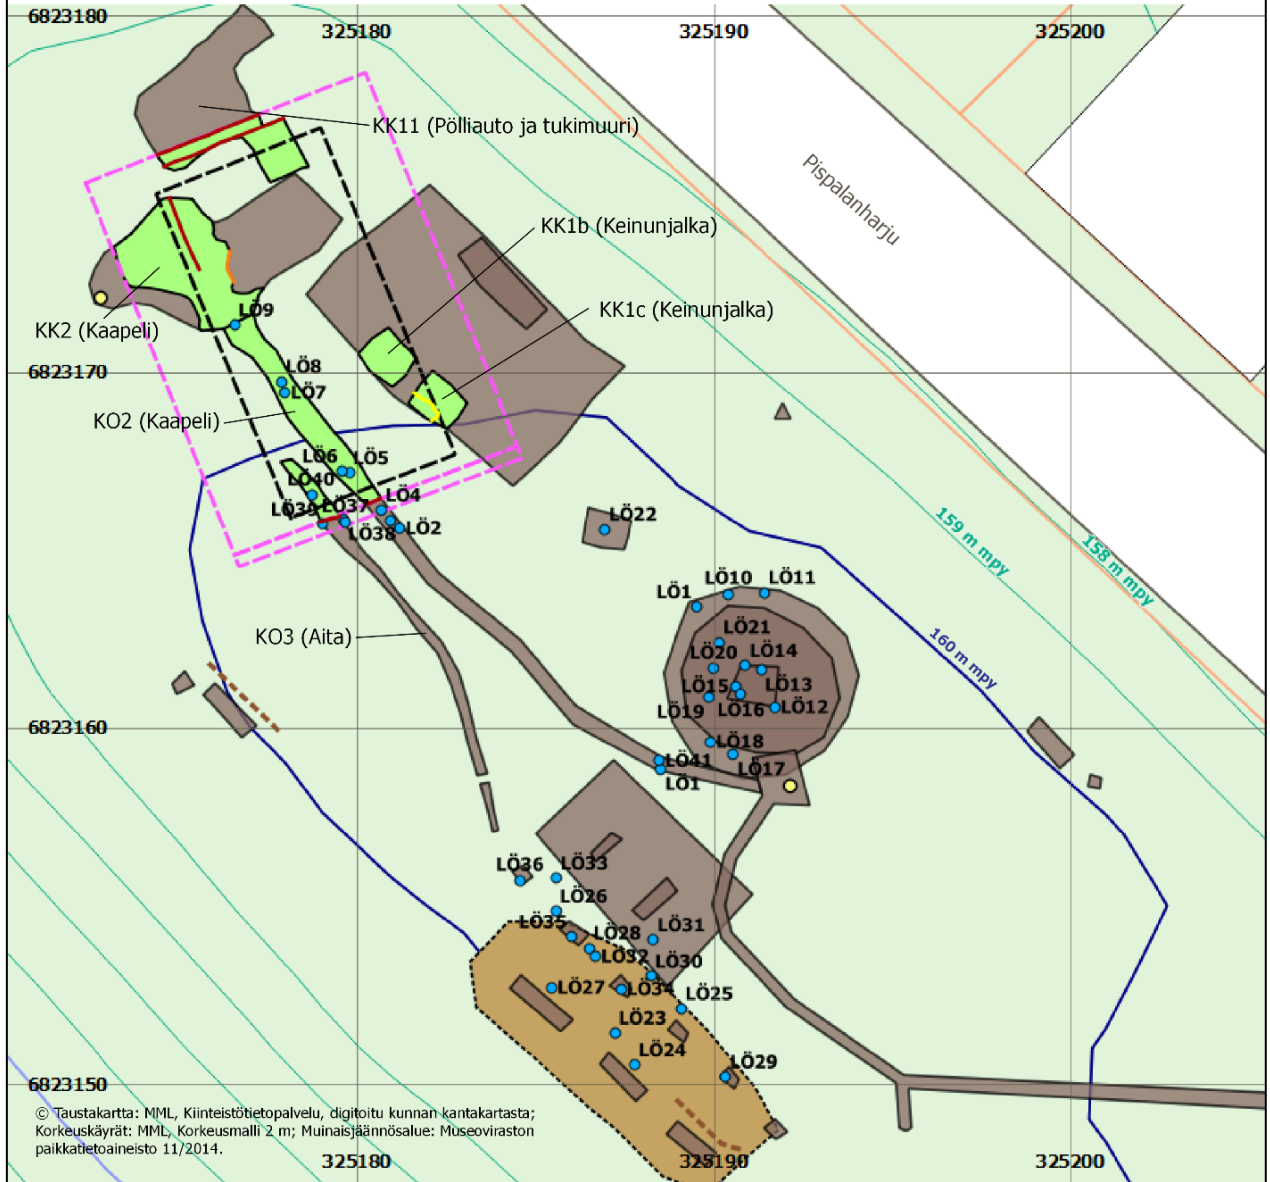 6823180
325180
325190
325200
KK11 (Pölliauto ja tukimuuri)
Pispalanharju
KK1b (Keinunjalka)
KK1c (Keinunjalka)
LÖ9
KK2 (Kaapeli)
LÖ8
6823170
LÖ7
KO2 (Kaapeli)
LÖ6
LÖ5
LÖ40
LÖ4
LÖ39
LÖ37
LÖ2
LÖ38
LÖ22
159 m mpy
158 m mpy
LÖ10
LÖ11
LÖ1
KO3 (Aita)
LÖ21
160 m mpy
LÖ20
LÖ14
LÖ15
LÖ13
LÖ19
LÖ16
LÖ12
6823160
LÖ18
LÖ41
LÖ17
LÖ1
LÖ36
LÖ33
LÖ26
LÖ35
LÖ28
LÖ31
LÖ32
LÖ30
LÖ27
LÖ34
LÖ25
LÖ23
LÖ24
LÖ29
6823150
© Taustakartta: MML, Kiinteistötietopalvelu, digitoitu kunnan kantakartasta;
Korkeuskäyrät: MML, Korkeusmalli 2 m; Muinaisjäännösalue: Museoviraston
paikkatietoaineisto 11/2014.
325180
325190
325200